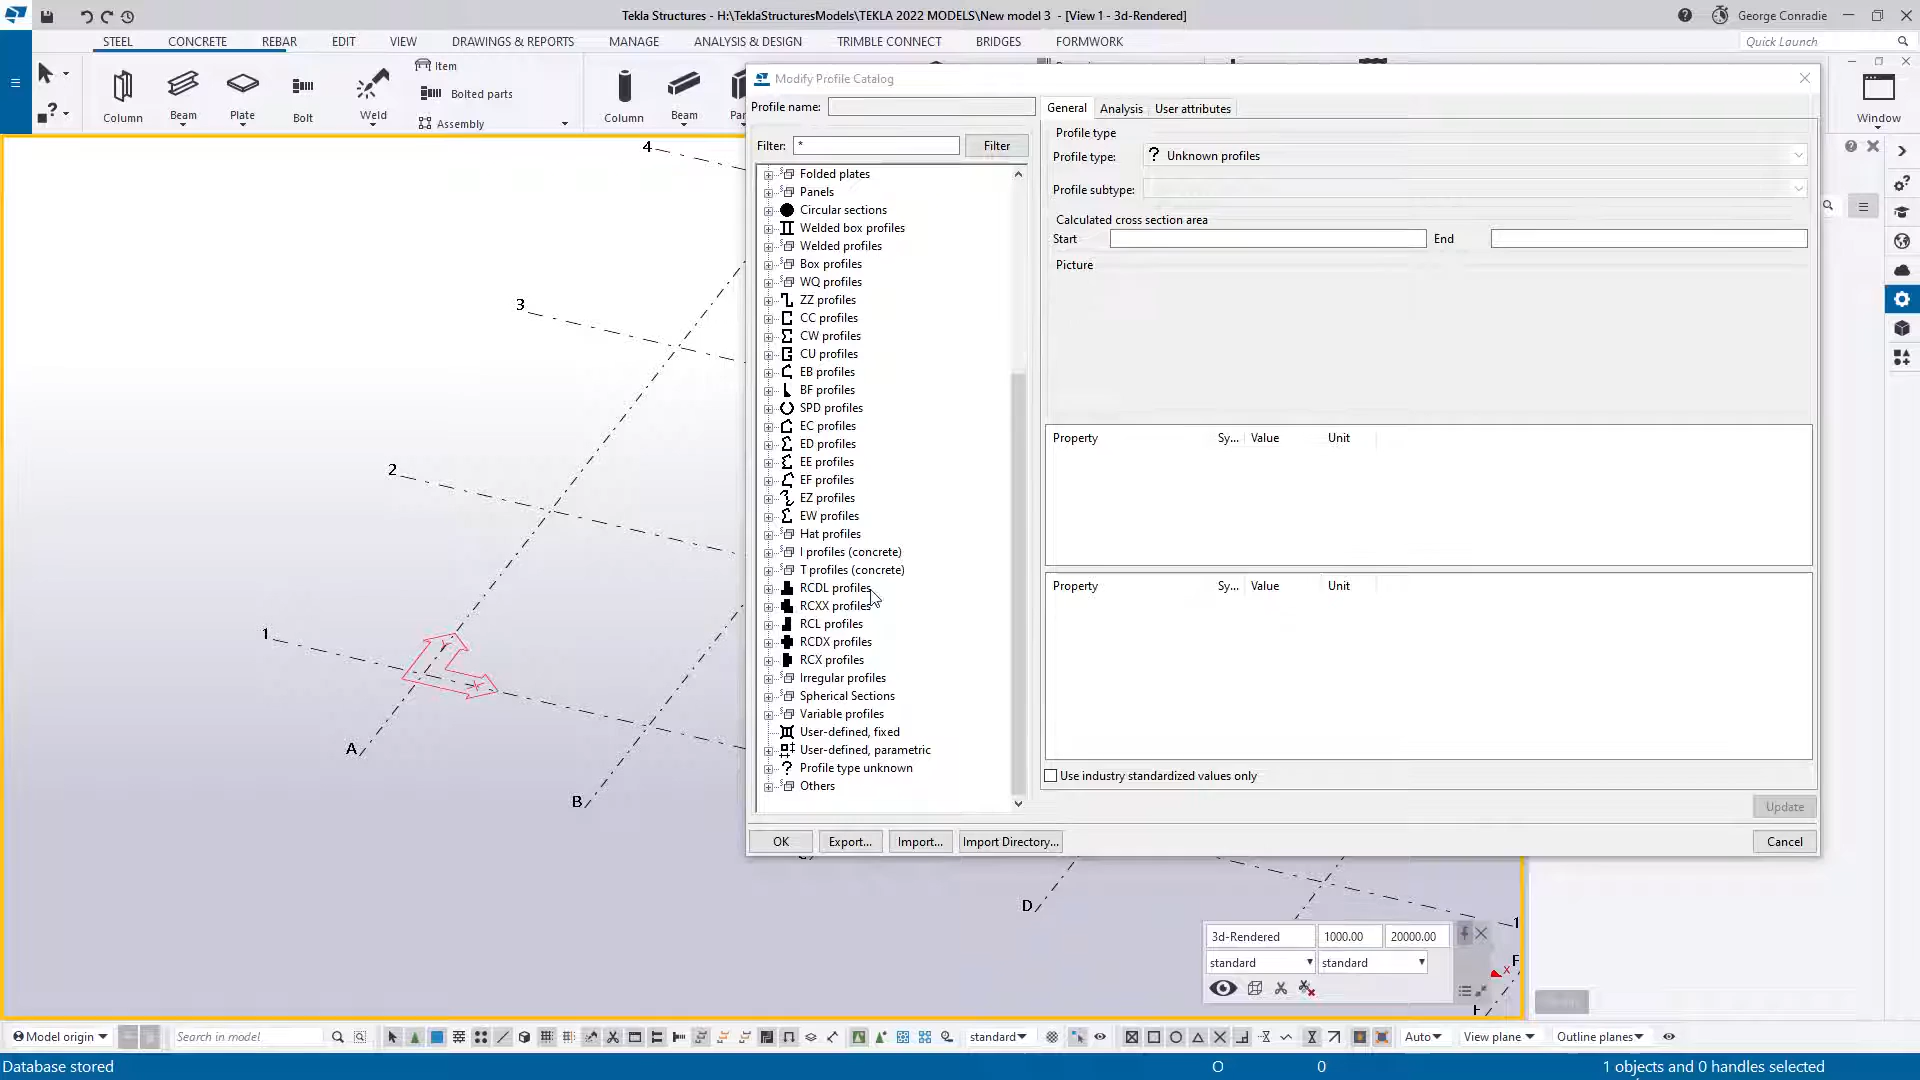 Tekla Structures - H:\TeklaStructuresModels\TEKLA 2022 MODELS\New model 3 - [View 1 - 3d-Rendered]
George Conradie
STEEL CONCRETE REBAR EDIT VIEW DRAWINGS & REPORTS MANAGE ANALYSIS & DESIGN TRIMBLE CONNECT BRIDGES FORMWORK
Quick Launch
Column Beam Plate Bolt Weld
Item
Bolted parts
Assembly
Column Beam
Window
Modify Profile Catalog
Profile name:
Filter: * Filter
Folded plates
Panels
Circular sections
Welded box profiles
Welded profiles
Box profiles
WQ profiles
ZZ profiles
CC profiles
CW profiles
CU profiles
EB profiles
BF profiles
SPD profiles
EC profiles
ED profiles
EE profiles
EF profiles
EZ profiles
EW profiles
Hat profiles
I profiles (concrete)
T profiles (concrete)
RCDL profiles
RCXX profiles
RCL profiles
RCDX profiles
RCX profiles
Irregular profiles
Spherical Sections
Variable profiles
User-defined, fixed
User-defined, parametric
Profile type unknown
Others
General Analysis User attributes
Profile type
Profile type: ? Unknown profiles
Profile subtype:
Calculated cross section area
Start End
Picture
Property Sy... Value Unit
Property Sy... Value Unit
Use industry standardized values only
Update
OK Export... Import... Import Directory... Cancel
4
3
2
1
A
B
D
1
F
F
x
3d-Rendered 1000.00 20000.00
standard standard
Model origin Search in model standard Auto View plane Outline planes
Database stored O 0 1 objects and 0 handles selected